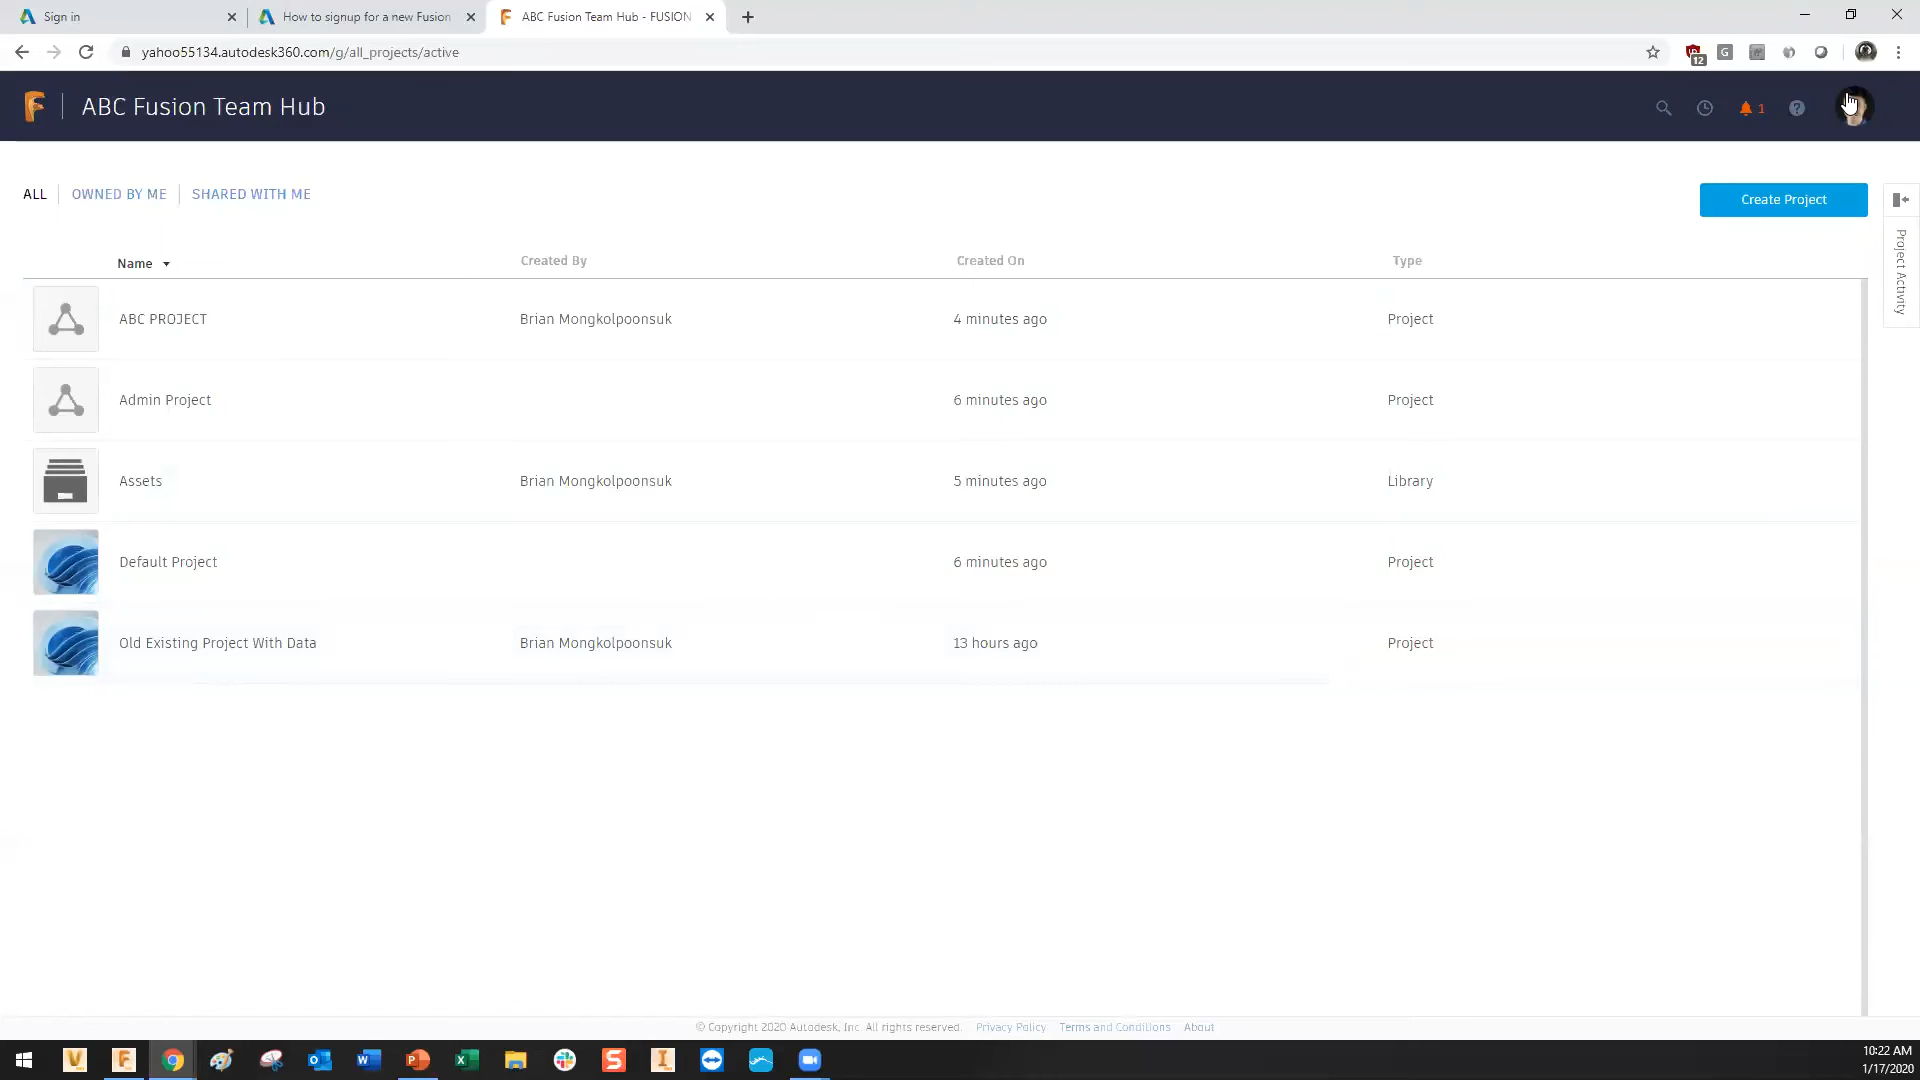 Sign in
How to signup for a new Fusion
ABC Fusion Team Hub - FUSION
yahoo55134.autodesk360.com/g/all_projects/active
12
G
ABC Fusion Team Hub
1
ALL
OWNED BY ME
SHARED WITH ME
Create Project
Project Activity
Name
Created By
Created On
Type
ABC PROJECT
Brian Mongkolpoonsuk
4 minutes ago
Project
Admin Project
6 minutes ago
Project
Assets
Brian Mongkolpoonsuk
5 minutes ago
Library
Default Project
6 minutes ago
Project
Old Existing Project With Data
Brian Mongkolpoonsuk
13 hours ago
Project
© Copyright 2020 Autodesk, Inc. All rights reserved. Privacy Policy Terms and Conditions About
10:22 AM
1/17/2020